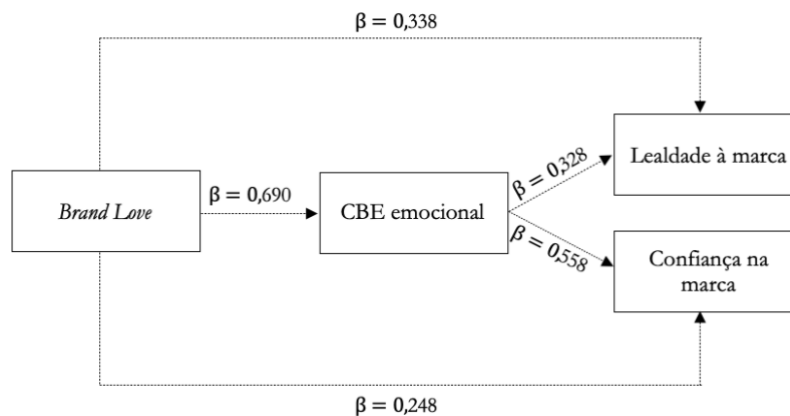 β = 0,338
Lealdade à marca
β = 0,328
Brand Love
β = 0,690
CBE emocional
β = 0,558
Confiança na
marca
β = 0,248